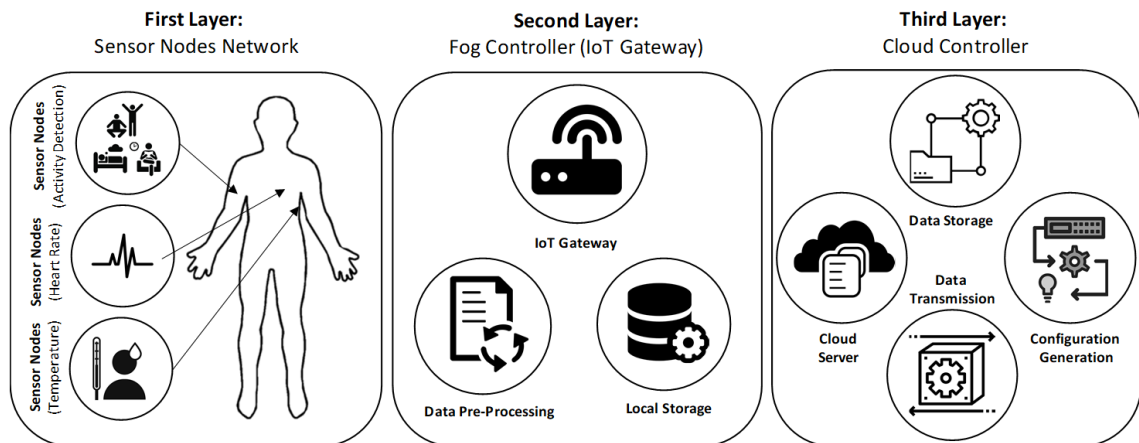 First Layer:
Sensor Nodes Network
Sensor Nodes
(Activity Detection)
Sensor Nodes
(Heart Rate)
Sensor Nodes
(Temperature)
Second Layer:
Fog Controller (IoT Gateway)
IoT Gateway
Data Pre-Processing
Local Storage
Third Layer:
Cloud Controller
Data Storage
Cloud
Server
Data
Transmission
Configuration
Generation